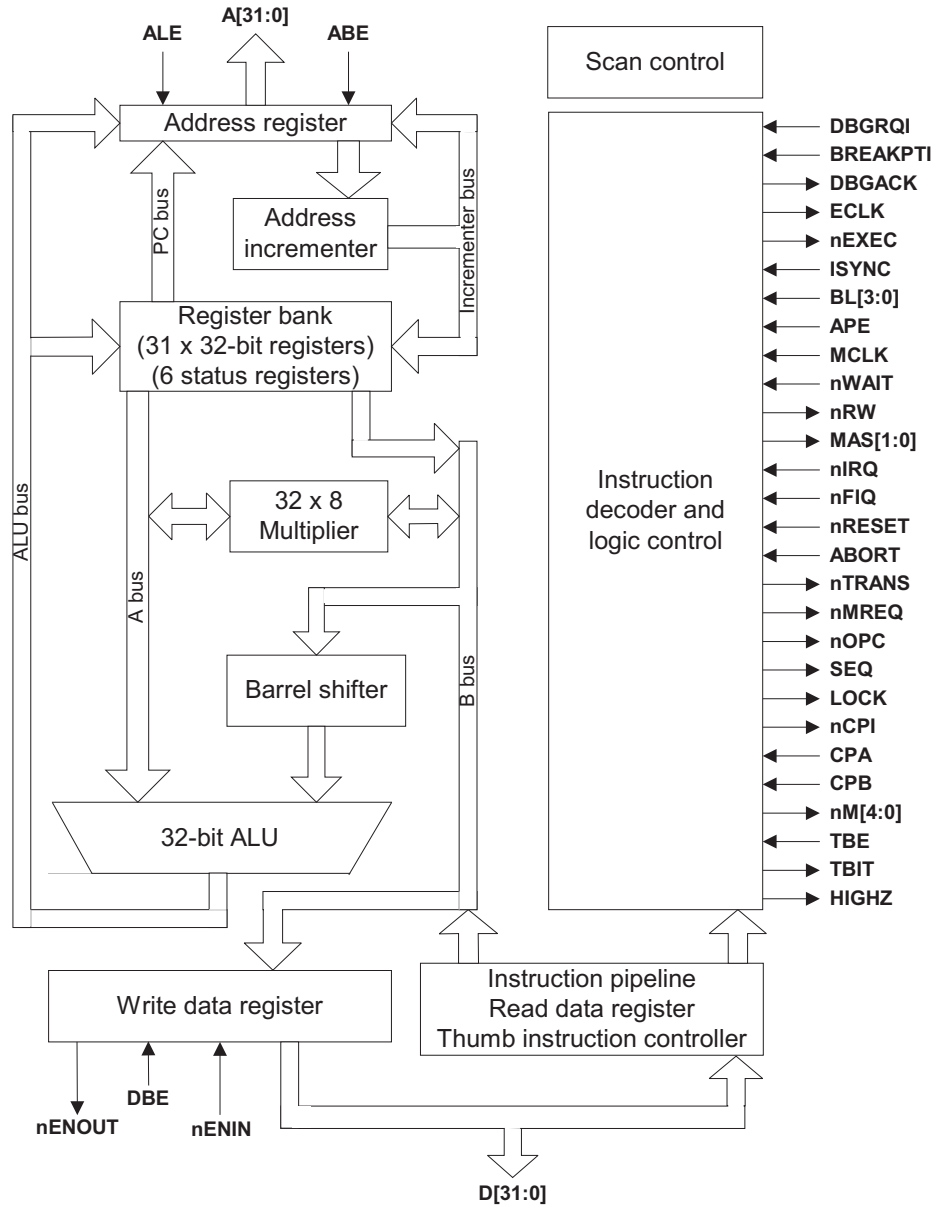 A[31:0]
ALE
ABE
Scan control
Address register
DBGRQI
BREAKPTI
DBGACK
ECLK
nEXEC
ISYNC
BL[3:0]
APE
MCLK
nWAIT
nRW
MAS[1:0]
nIRQ
nFIQ
nRESET
ABORT
nTRANS
nMREQ
nOPC
SEQ
LOCK
nCPI
CPA
CPB
nM[4:0]
TBE
TBIT
HIGHZ
PC bus
Address
incrementer
Incrementer bus
Register bank
(31 x 32-bit registers)
(6 status registers)
ALU bus
A bus
32 x 8
Multiplier
B bus
Barrel shifter
32-bit ALU
Instruction
decoder and
logic control
Write data register
Instruction pipeline
Read data register
Thumb instruction controller
nENOUT
DBE
nENIN
D[31:0]